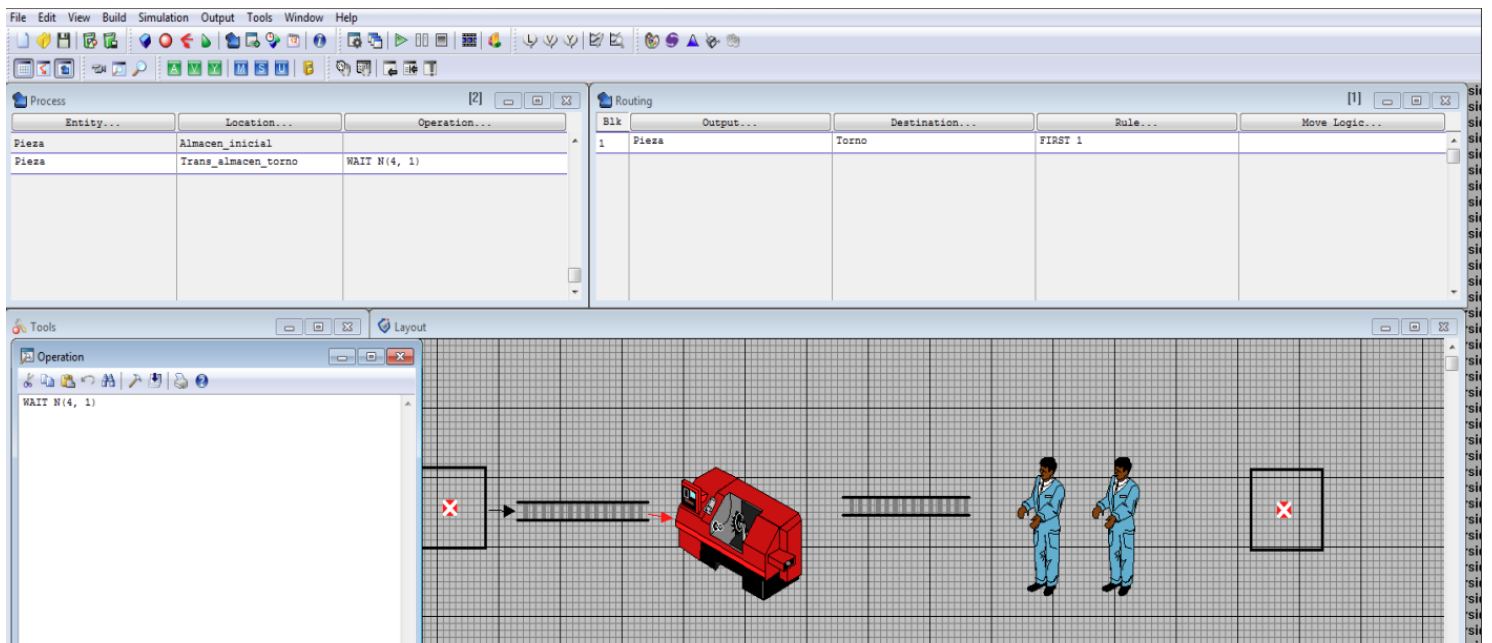 File Edit View Build Simulation Output Tools Window Help
Process [2]
Entity... Location... Operation...
Pieza Almacen_inicial
Pieza Trans_almacen_torno WAIT N(4, 1)
Routing [1]
Blk Output... Destination... Rule... Move Logic...
1 Pieza Torno FIRST 1
Tools
Layout
Operation
WAIT N(4, 1)